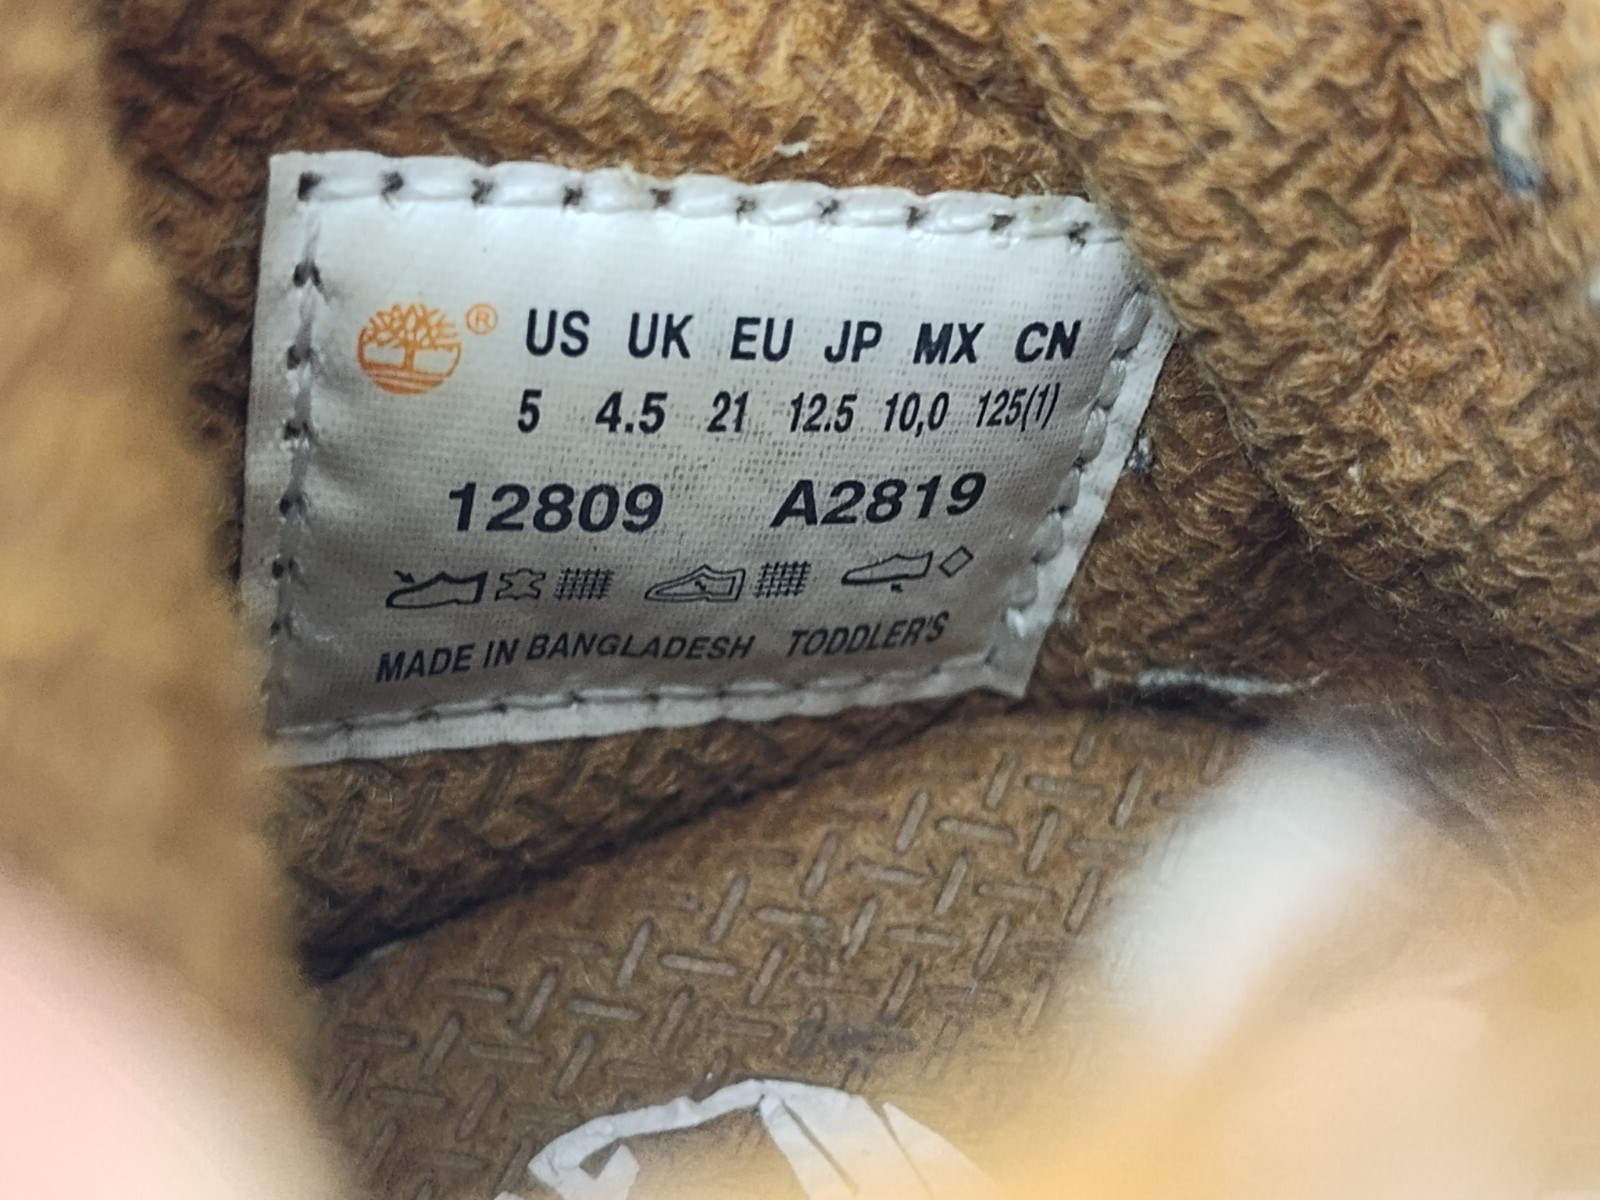 ® US UK EU JP MX CN
5 4.5 21 12.5 10,0 125(1)
12809 A2819
MADE IN BANGLADESH TODDLER'S